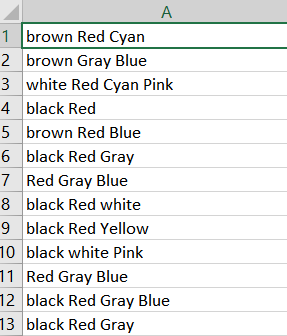 A
1 brown Red Cyan
2 brown Gray Blue
3 white Red Cyan Pink
4 black Red
5 brown Red Blue
6 black Red Gray
7 Red Gray Blue
8 black Red white
9 black Red Yellow
10 black white Pink
11 Red Gray Blue
12 black Red Gray Blue
13 black Red Gray